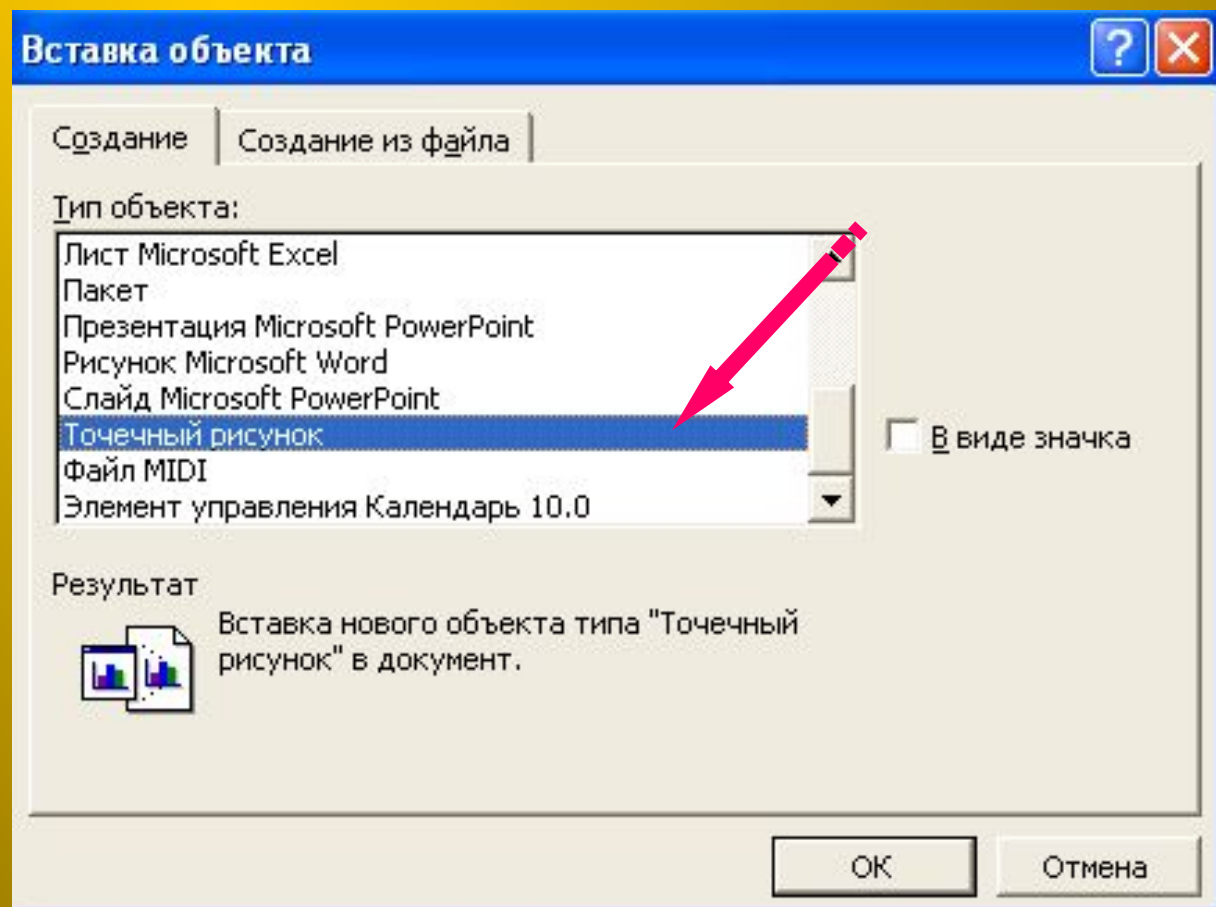 Вставка объекта
Создание
Создание из файла
Тип объекта:
Лист Microsoft Excel
Пакет
Презентация Microsoft PowerPoint
Рисунок Microsoft Word
Слайд Microsoft PowerPoint
Точечный рисунок
Файл MIDI
Элемент управления Календарь 10.0
В виде значка
Результат
Вставка нового объекта типа "Точечный
рисунок" в документ.
ОК
Отмена